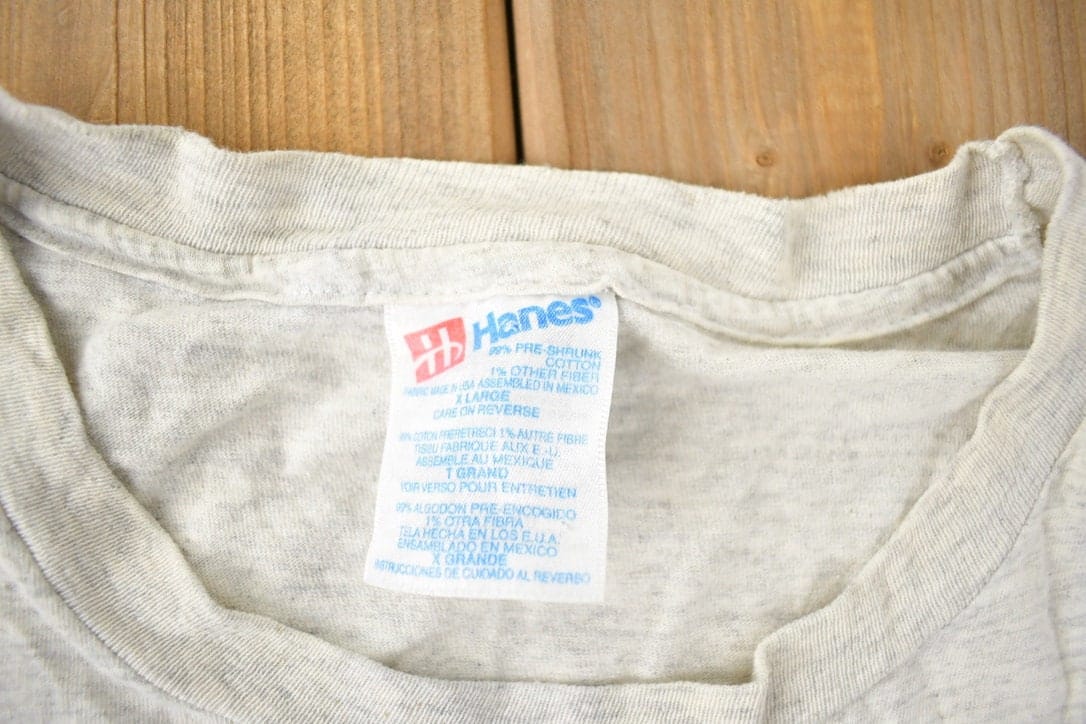 Hanes®
99% PRE-SHRUNK
COTTON
1% OTHER FIBER
FABRIC MADE IN USA ASSEMBLED IN MEXICO
X LARGE
CARE ON REVERSE
99% COTON PRERETRECI 1% AUTRE FIBRE
TISSU FABRIQUE AUX E.-U.
ASSEMBLE AU MEXIQUE
T GRAND
VOIR VERSO POUR ENTRETIEN
99% ALGODON PRE-ENCOGIDO
1% OTRA FIBRA
TELA HECHA EN LOS E.U.A.
ENSAMBLADO EN MEXICO
X GRANDE
INSTRUCCIONES DE CUIDADO AL REVERSO